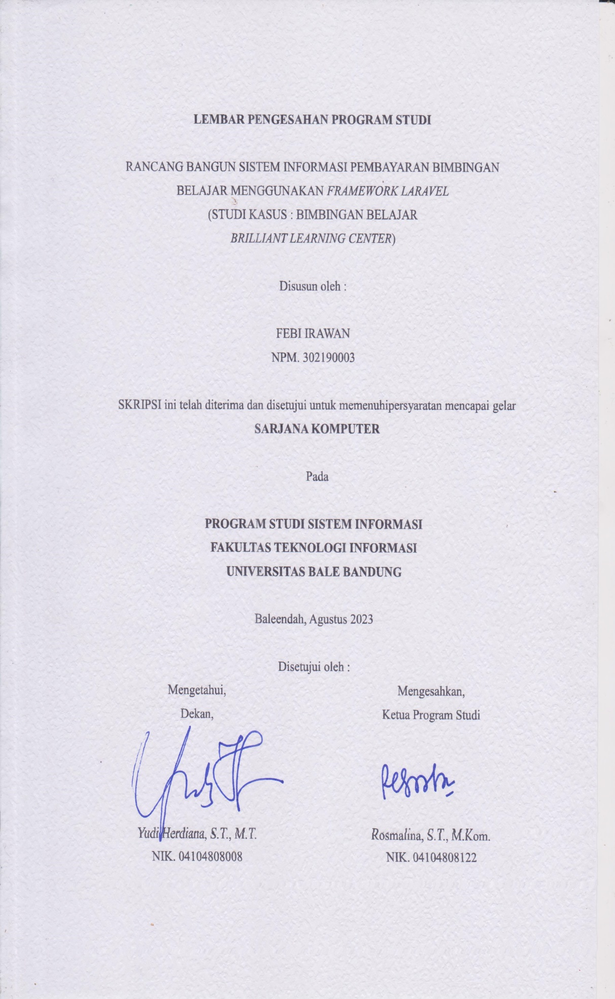 LEMBAR PENGESAHAN PROGRAM STUDI
RANCANG BANGUN SISTEM INFORMASI PEMBAYARAN BIMBINGAN
BELAJAR MENGGUNAKAN FRAMEWORK LARAVEL
(STUDI KASUS : BIMBINGAN BELAJAR
BRILLIANT LEARNING CENTER)
Disusun oleh :
FEBI IRAWAN
NPM. 302190003
SKRIPSI ini telah diterima dan disetujui untuk memenuhipersyaratan mencapai gelar
SARJANA KOMPUTER
Pada
PROGRAM STUDI SISTEM INFORMASI
FAKULTAS TEKNOLOGI INFORMASI
UNIVERSITAS BALE BANDUNG
Baleendah, Agustus 2023
Disetujui oleh :
Mengetahui,
Dekan,
Yudi Herdiana, S.T., M.T.
NIK. 04104808008
Mengesahkan,
Ketua Program Studi
Rosmalina, S.T., M.Kom.
NIK. 04104808122